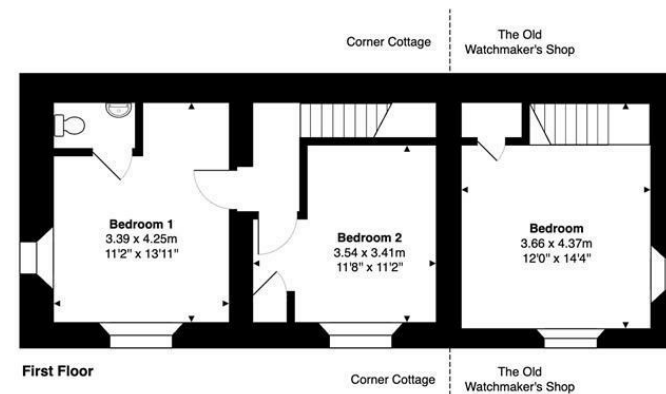 Corner Cottage
The Old
Watchmaker's Shop
Bedroom 1
3.39 x 4.25m
11'2" x 13'11"
Bedroom 2
3.54 x 3.41m
11'8" x 11'2"
Bedroom
3.66 x 4.37m
12'0" x 14'4"
First Floor
Corner Cottage
The Old
Watchmaker's Shop